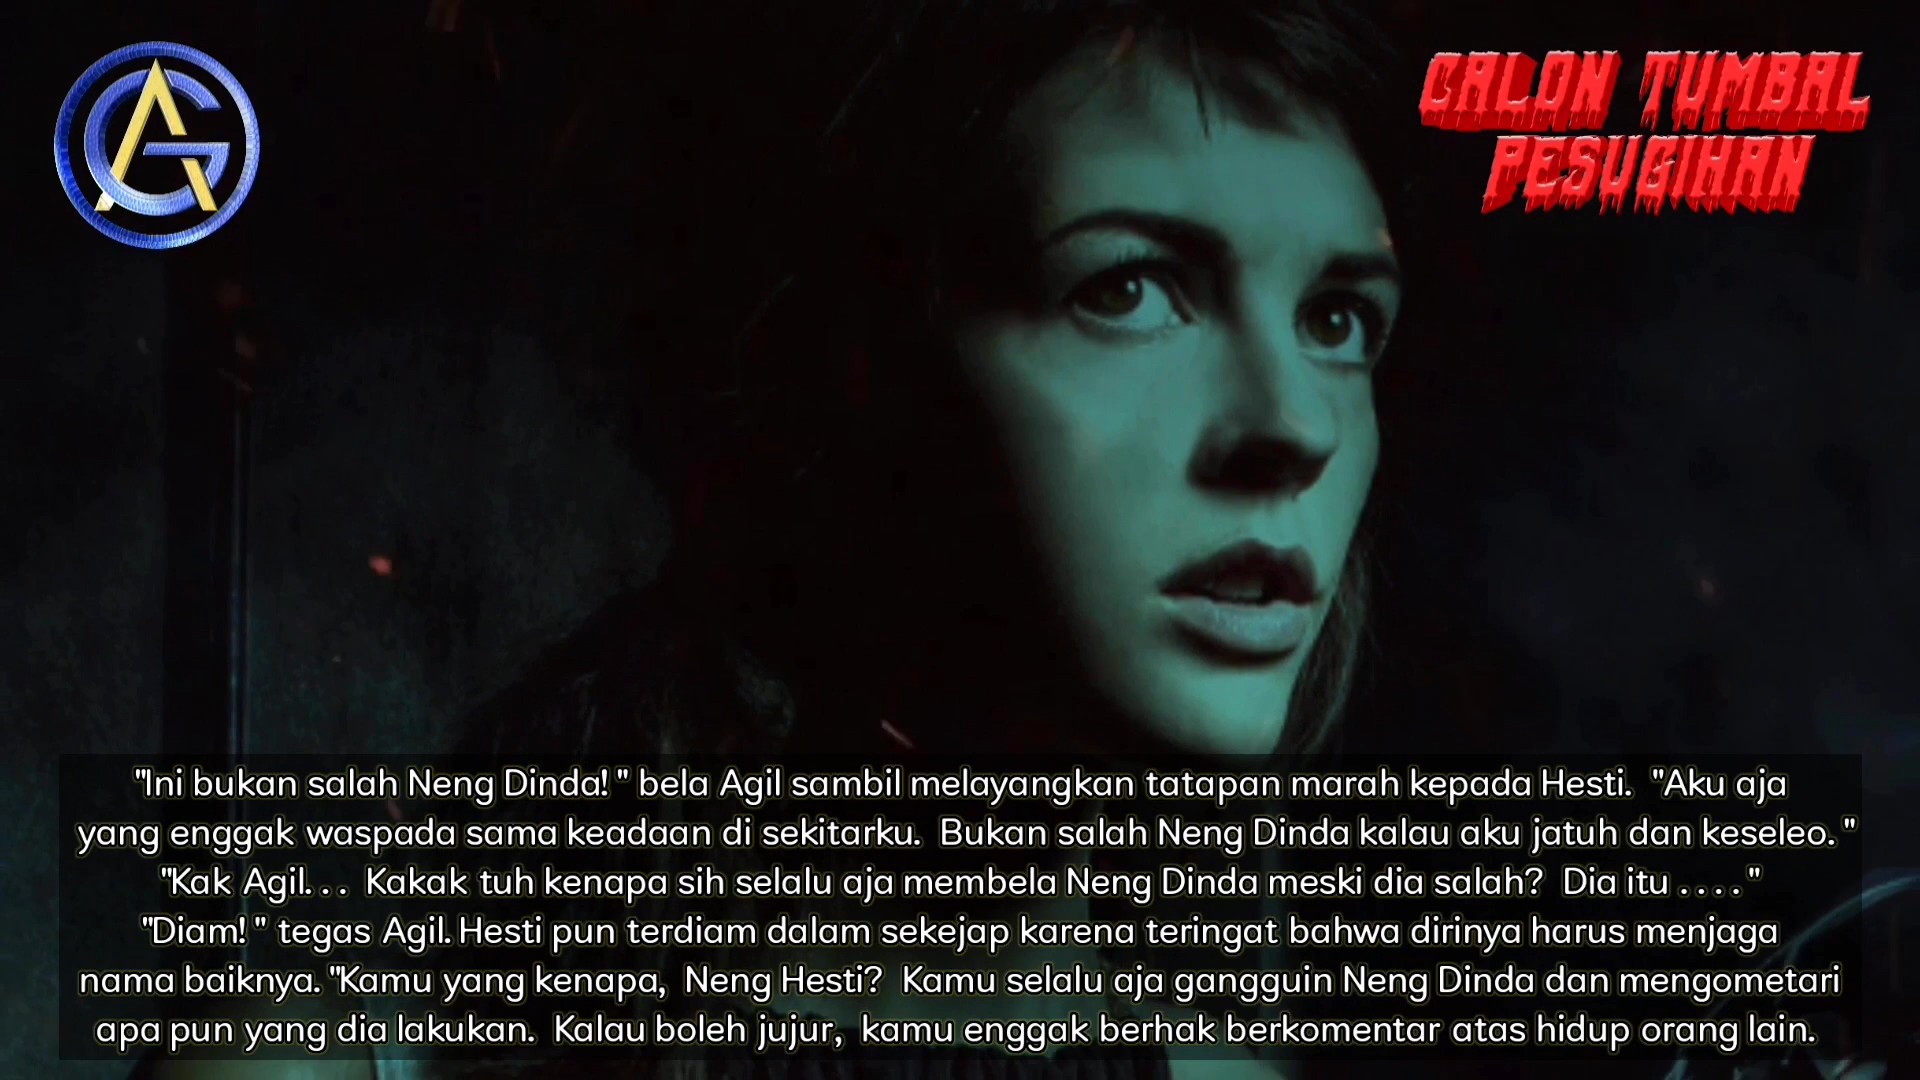 AG
CALON TUMBAL
PESUGIHAN
"Ini bukan salah Neng Dinda! " bela Agil sambil melayangkan tatapan marah kepada Hesti.  "Aku aja
yang enggak waspada sama keadaan di sekitarku.  Bukan salah Neng Dinda kalau aku jatuh dan keseleo. "
"Kak Agil. . .  Kakak tuh kenapa sih selalu aja membela Neng Dinda meski dia salah?  Dia itu . . . . "
"Diam! " tegas Agil. Hesti pun terdiam dalam sekejap karena teringat bahwa dirinya harus menjaga
nama baiknya. "Kamu yang kenapa,  Neng Hesti?  Kamu selalu aja gangguin Neng Dinda dan mengometari
apa pun yang dia lakukan.  Kalau boleh jujur,  kamu enggak berhak berkomentar atas hidup orang lain.